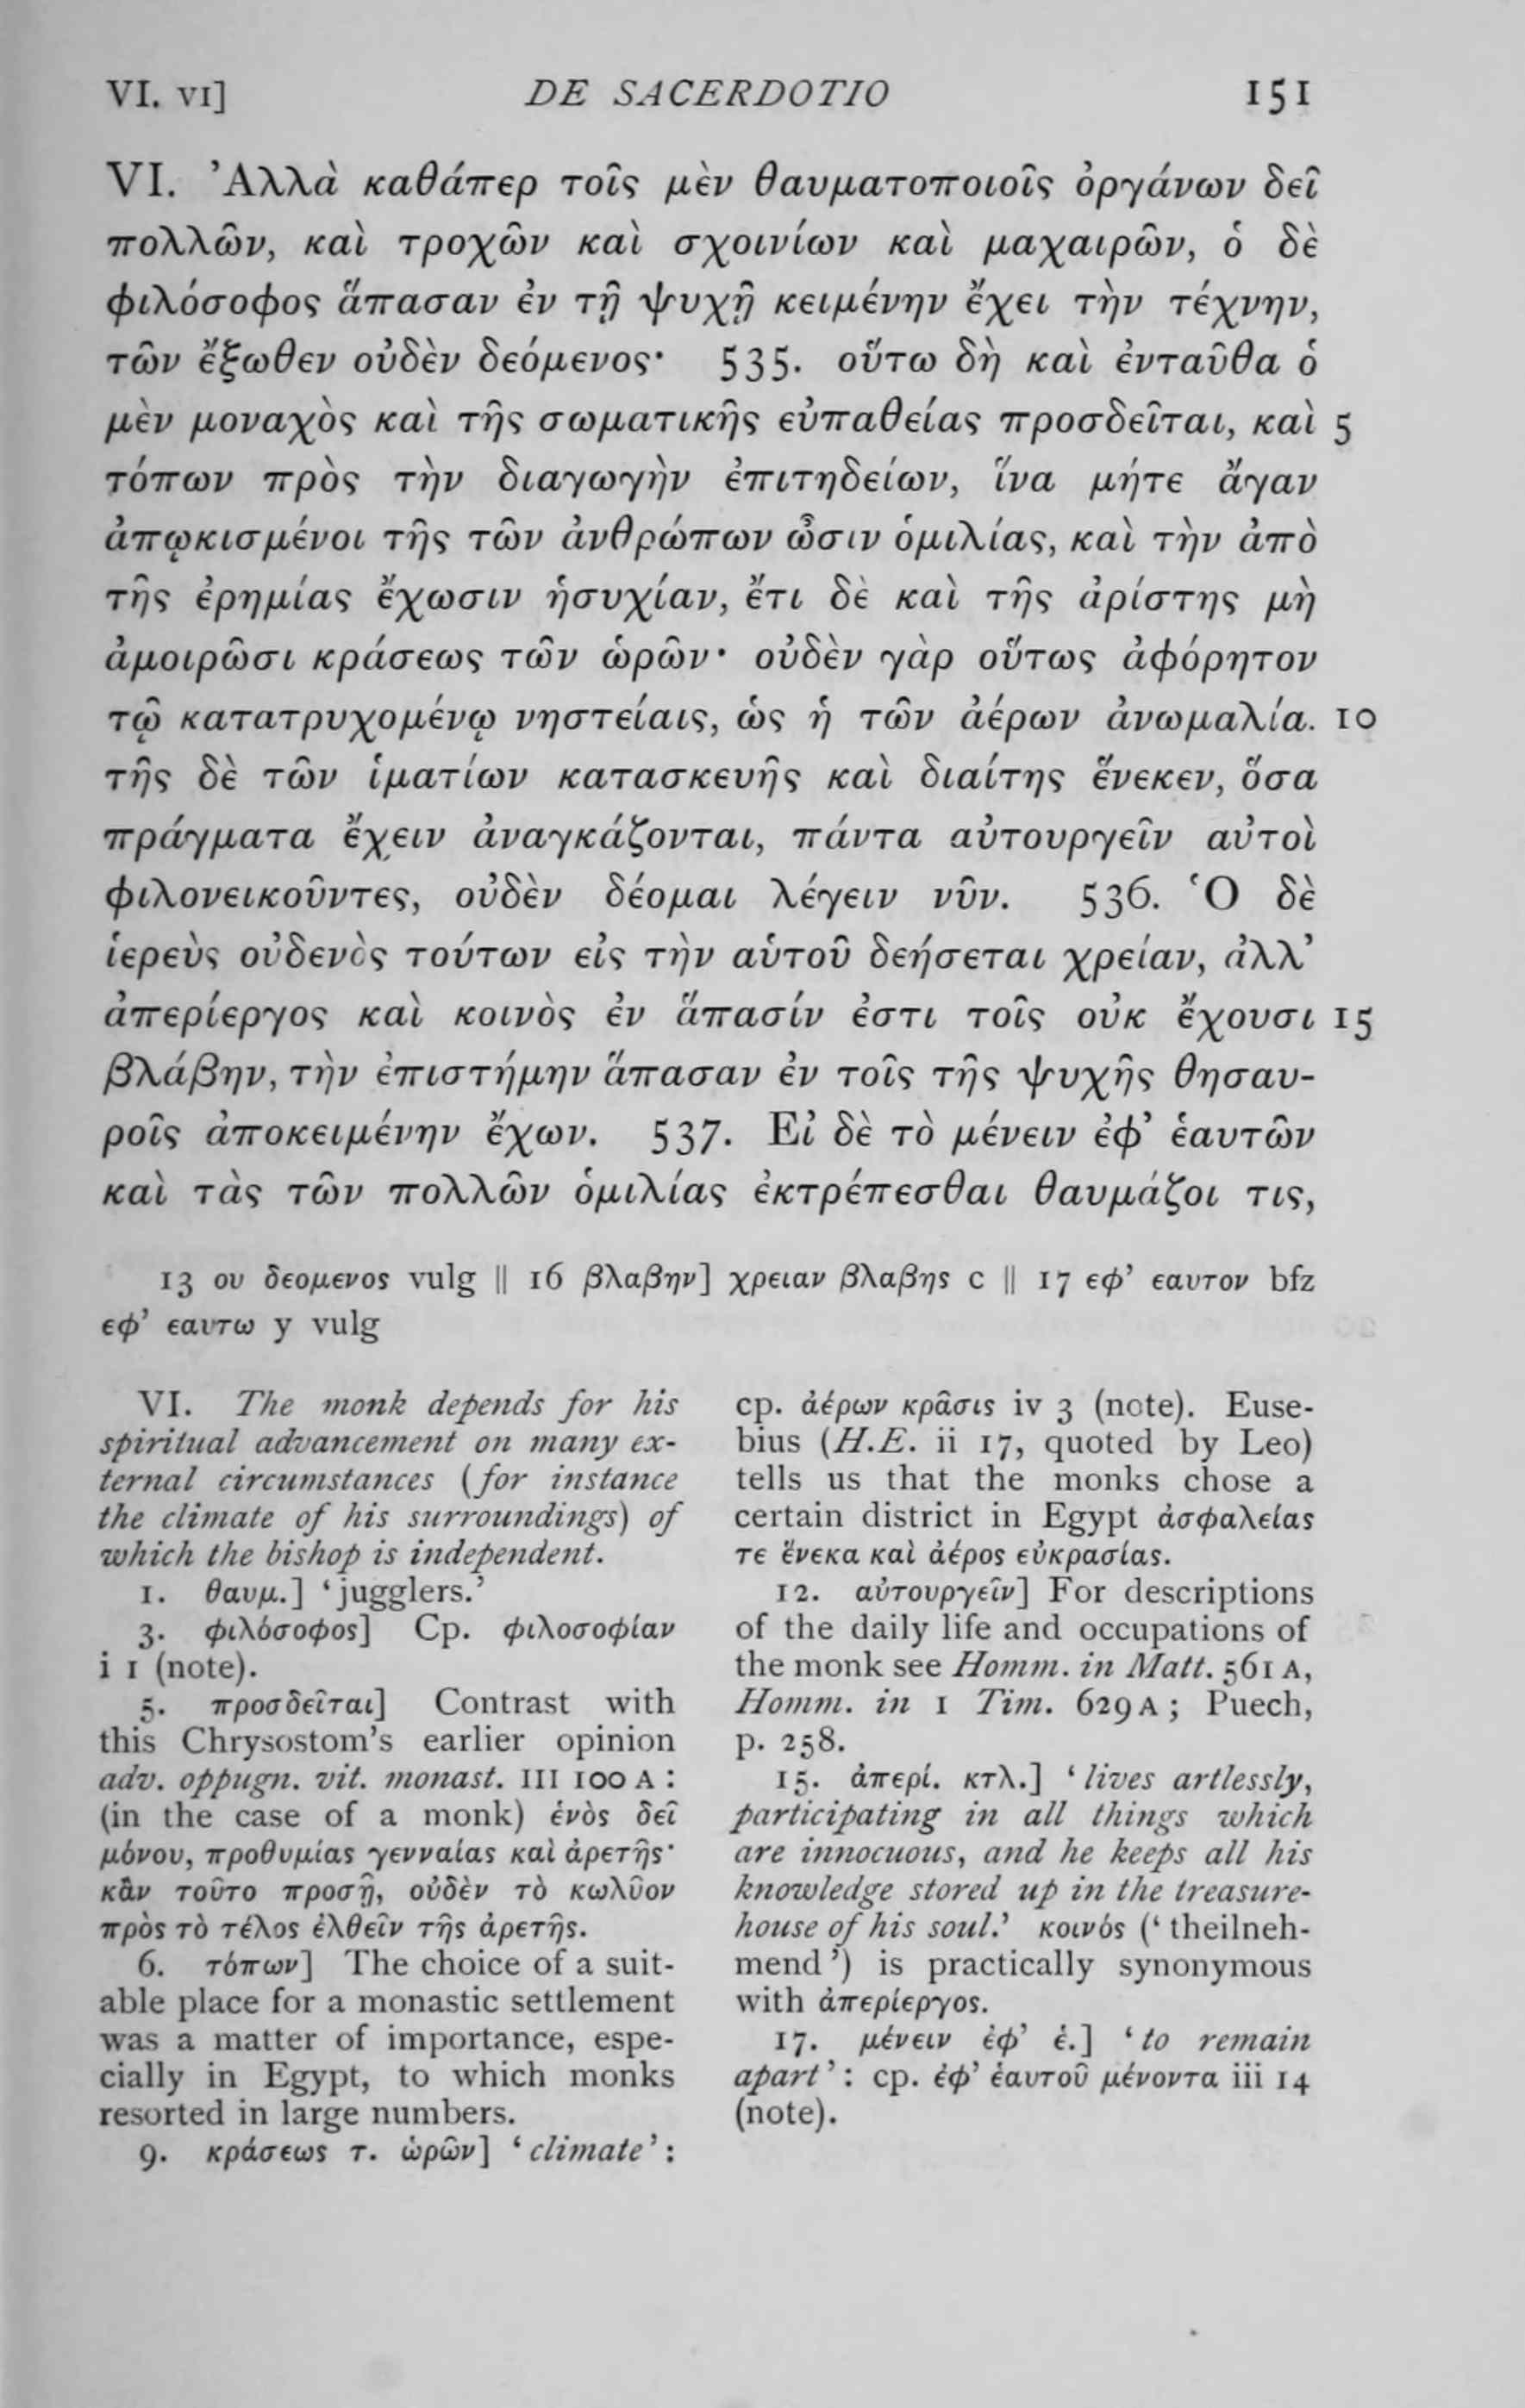 VI. VI] DE SACERDOTIO 151
VI. Ἀλλὰ καθάπερ τοῖς μὲν θαυματοποιοῖς ὀργάνων δεῖ
πολλῶν, καὶ τροχῶν καὶ σχοινίων καὶ μαχαιρῶν, ὁ δὲ
φιλόσοφος ἅπασαν ἐν τῇ ψυχῇ κειμένην ἔχει τὴν τέχνην,
τῶν ἔξωθεν οὐδὲν δεόμενος· 535. οὕτω δὴ καὶ ἐνταῦθα ὁ
μὲν μοναχὸς καὶ τῆς σωματικῆς εὐπαθείας προσδεῖται, καὶ 5
τόπων πρὸς τὴν διαγωγὴν ἐπιτηδείων, ἵνα μήτε ἄγαν
ἀπῳκισμένοι τῆς τῶν ἀνθρώπων ὦσιν ὁμιλίας, καὶ τὴν ἀπὸ
τῆς ἐρημίας ἔχωσιν ἡσυχίαν, ἔτι δὲ καὶ τῆς ἀρίστης μὴ
ἀμοιρῶσι κράσεως τῶν ὡρῶν· οὐδὲν γὰρ οὕτως ἀφόρητον
τῷ κατατρυχομένῳ νηστείαις, ὡς ἡ τῶν ἀέρων ἀνωμαλία. 10
τῆς δὲ τῶν ἱματίων κατασκευῆς καὶ διαίτης ἕνεκεν, ὅσα
πράγματα ἔχειν ἀναγκάζονται, πάντα αὐτουργεῖν αὐτοὶ
φιλονεικοῦντες, οὐδὲν δέομαι λέγειν νῦν. 536. Ὁ δὲ
ἱερεὺς οὐδενὸς τούτων εἰς τὴν αὑτοῦ δεήσεται χρείαν, ἀλλ’
ἀπερίεργος καὶ κοινὸς ἐν ἅπασίν ἐστι τοῖς οὐκ ἔχουσι 15
βλάβην, τὴν ἐπιστήμην ἅπασαν ἐν τοῖς τῆς ψυχῆς θησαυ-
ροῖς ἀποκειμένην ἔχων. 537. Εἰ δὲ τὸ μένειν ἐφ’ ἑαυτῶν
καὶ τὰς τῶν πολλῶν ὁμιλίας ἐκτρέπεσθαι θαυμάζοι τις,
13 ου δεομενος vulg || 16 βλαβην] χρειαν βλαβης c || 17 εφ’ εαυτον bfz
εφ’ εαυτω y vulg
VI. The monk depends for his
spiritual advancement on many ex-
ternal circumstances (for instance
the climate of his surroundings) of
which the bishop is independent.
1. θαυμ.] ‘jugglers.’
3. φιλόσοφος] Cp. φιλοσοφίαν
i 1 (note).
5. προσδεῖται] Contrast with
this Chrysostom’s earlier opinion
adv. oppugn. vit. monast. III 100 A :
(in the case of a monk) ἑνὸς δεῖ
μόνου, προθυμίας γενναίας καὶ ἀρετῆς·
κἂν τοῦτο προσῇ, οὐδὲν τὸ κωλῦον
πρὸς τὸ τέλος ἐλθεῖν τῆς ἀρετῆς.
6. τόπων] The choice of a suit-
able place for a monastic settlement
was a matter of importance, espe-
cially in Egypt, to which monks
resorted in large numbers.
9. κράσεως τ. ὡρῶν] ‘climate’:
cp. ἀέρων κρᾶσις iv 3 (note). Euse-
bius (H.E. ii 17, quoted by Leo)
tells us that the monks chose a
certain district in Egypt ἀσφαλείας
τε ἕνεκα καὶ ἀέρος εὐκρασίας.
12. αὐτουργεῖν] For descriptions
of the daily life and occupations of
the monk see Homm. in Matt. 561 A,
Homm. in 1 Tim. 629 A ; Puech,
p. 258.
15. ἀπερί. κτλ.] ‘lives artlessly,
participating in all things which
are innocuous, and he keeps all his
knowledge stored up in the treasure-
house of his soul.’ κοινός (‘theilneh-
mend’) is practically synonymous
with ἀπερίεργος.
17. μένειν ἐφ’ ἑ.] ‘to remain
apart’: cp. ἐφ’ ἑαυτοῦ μένοντα iii 14
(note).